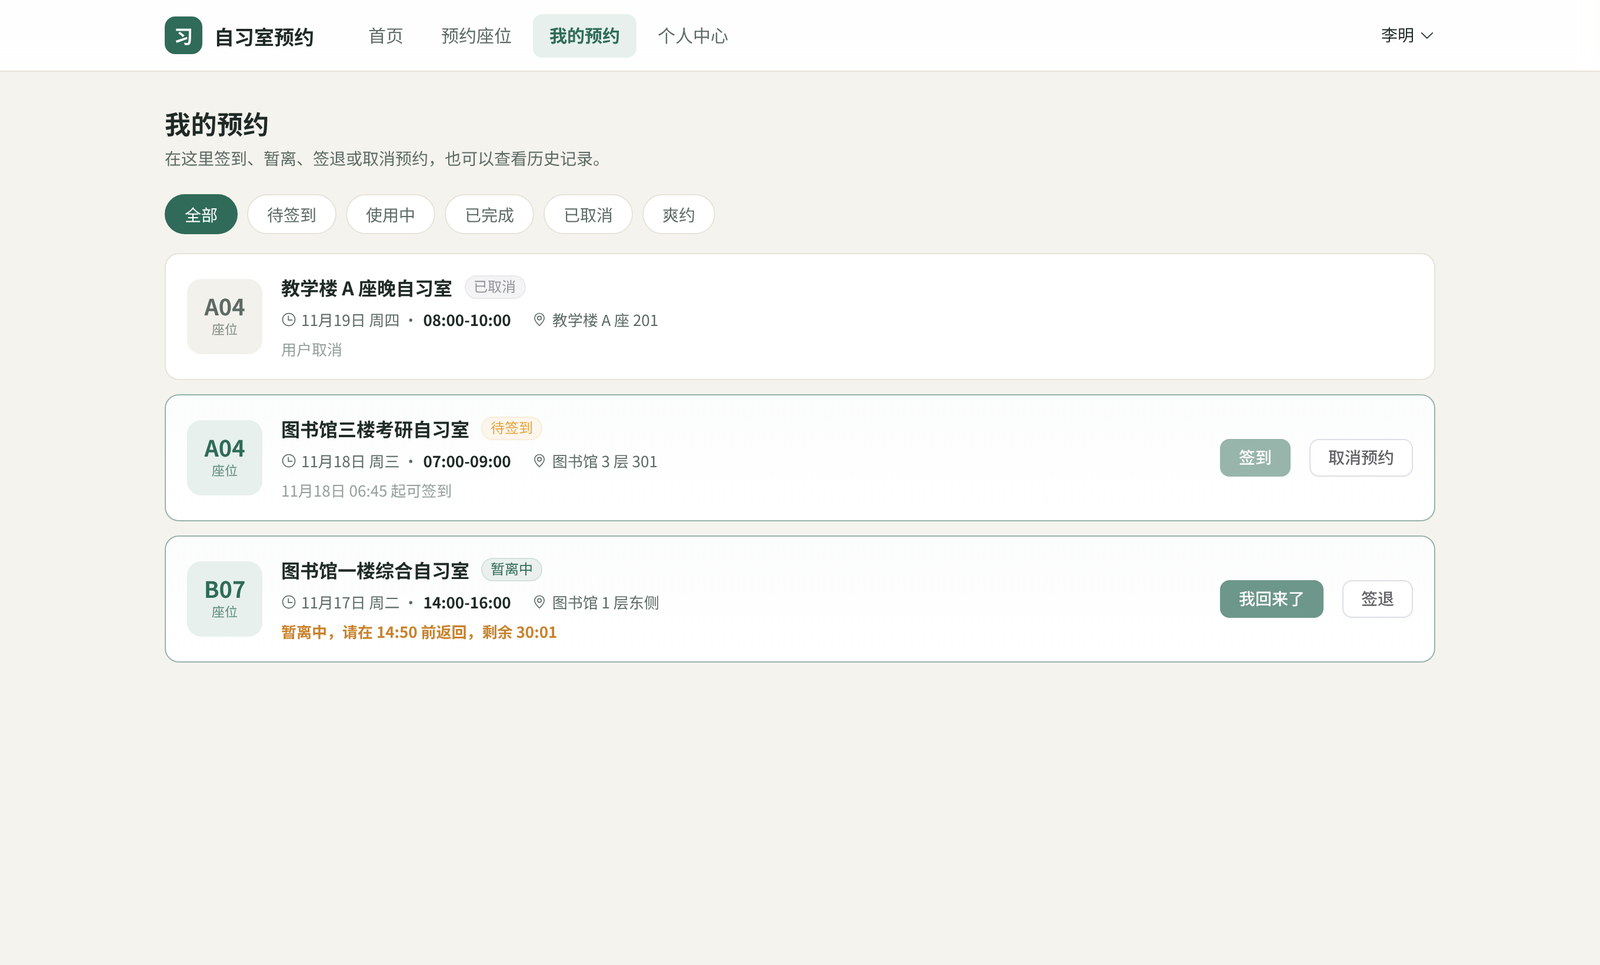 习 自习室预约 首页 预约座位 我的预约 个人中心 李明
我的预约
在这里签到、暂离、签退或取消预约，也可以查看历史记录。
全部 待签到 使用中 已完成 已取消 爽约
A04
座位
教学楼 A 座晚自习室 已取消
11月19日 周四 · 08:00-10:00 教学楼 A 座 201
用户取消
A04
座位
图书馆三楼考研自习室 待签到
11月18日 周三 · 07:00-09:00 图书馆 3 层 301
11月18日 06:45 起可签到
签到 取消预约
B07
座位
图书馆一楼综合自习室 暂离中
11月17日 周二 · 14:00-16:00 图书馆 1 层东侧
暂离中，请在 14:50 前返回，剩余 30:01
我回来了 签退